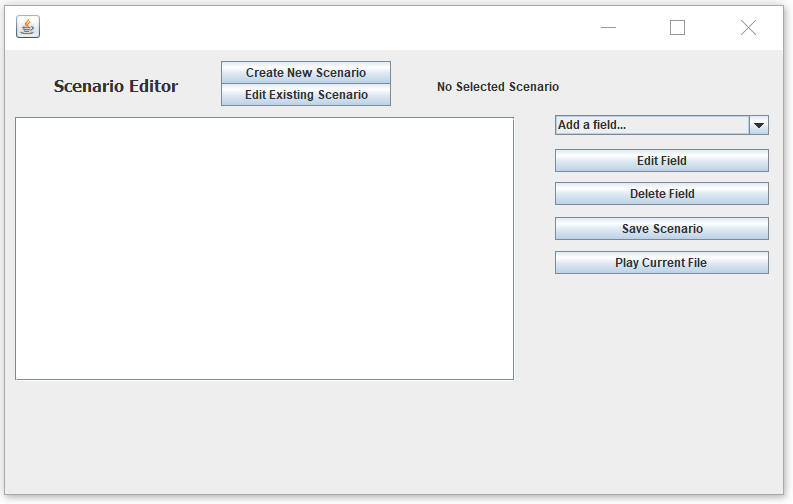 Create New Scenario
Scenario Editor
Edit Existing Scenario
No Selected Scenario
Add a field...
Edit Field
Delete Field
Save Scenario
Play Current File